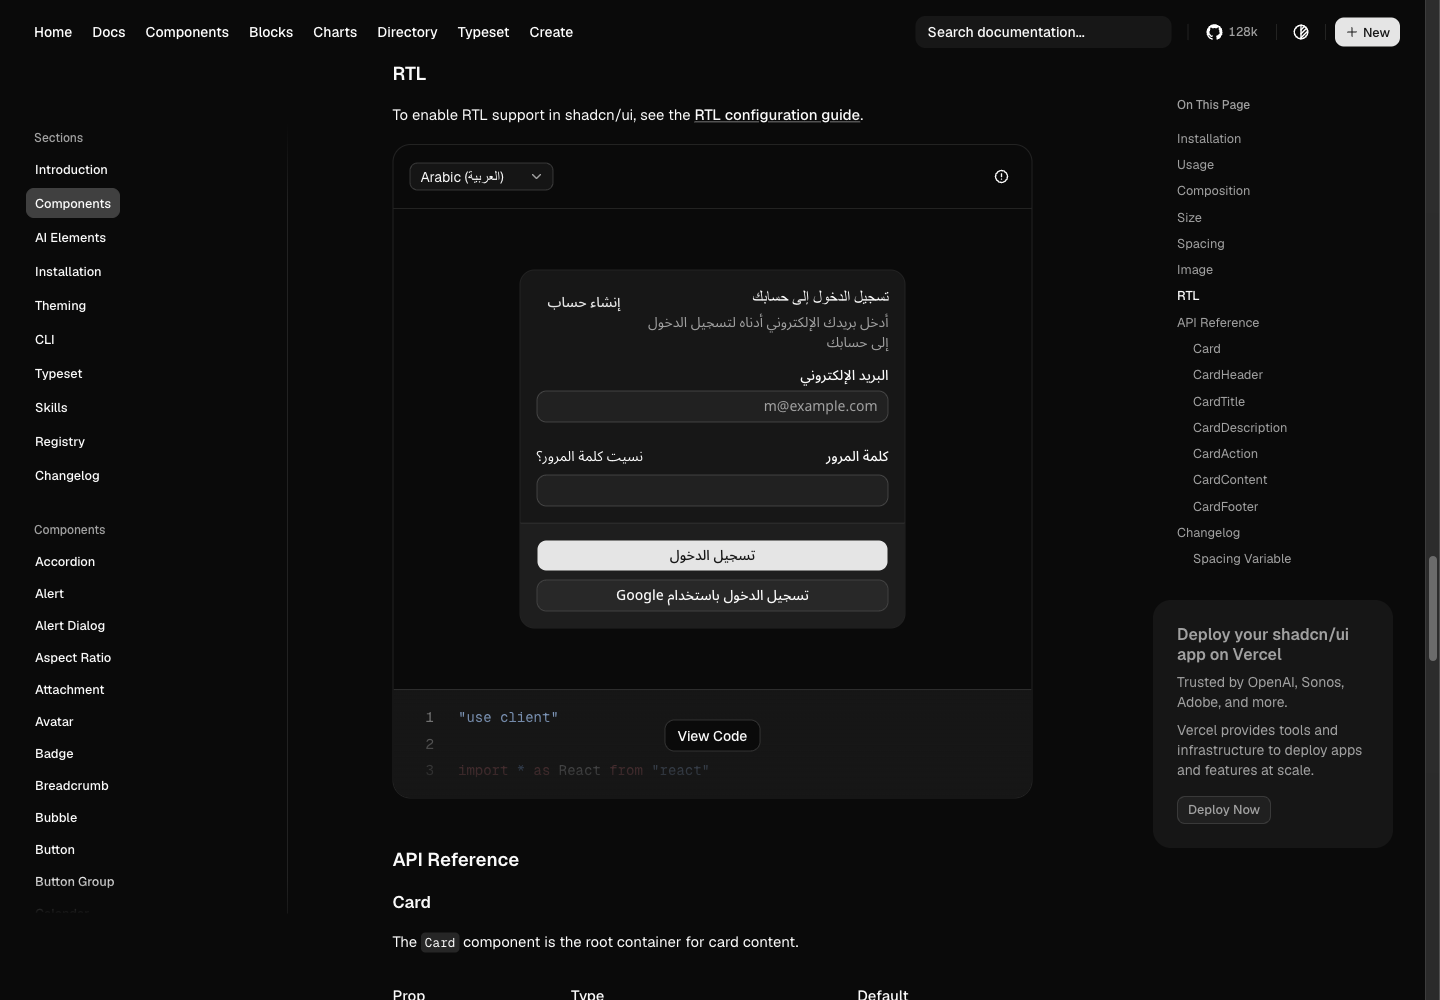 Home Docs Components Blocks Charts Directory Typeset Create
Search documentation...
128k
New
Sections
Introduction
Components
AI Elements
Installation
Theming
CLI
Typeset
Skills
Registry
Changelog
Components
Accordion
Alert
Alert Dialog
Aspect Ratio
Attachment
Avatar
Badge
Breadcrumb
Bubble
Button
Button Group
Calendar
RTL
To enable RTL support in shadcn/ui, see the RTL configuration guide.
Arabic (العربية)
تسجيل الدخول إلى حسابك
إنشاء حساب
أدخل بريدك الإلكتروني أدناه لتسجيل الدخول
إلى حسابك
البريد الإلكتروني
m@example.com
كلمة المرور
نسيت كلمة المرور؟
تسجيل الدخول
تسجيل الدخول باستخدام Google
1 "use client"
2
3 import * as React from "react"
View Code
API Reference
Card
The Card component is the root container for card content.
Prop Type Default
On This Page
Installation
Usage
Composition
Size
Spacing
Image
RTL
API Reference
Card
CardHeader
CardTitle
CardDescription
CardAction
CardContent
CardFooter
Changelog
Spacing Variable
Deploy your shadcn/ui
app on Vercel
Trusted by OpenAI, Sonos,
Adobe, and more.
Vercel provides tools and
infrastructure to deploy apps
and features at scale.
Deploy Now